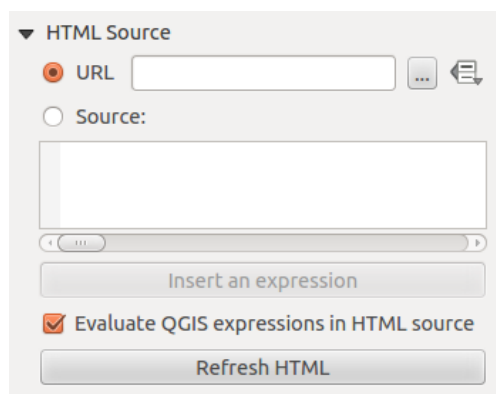 HTML Source
URL ...
Source:
Insert an expression
Evaluate QGIS expressions in HTML source
Refresh HTML